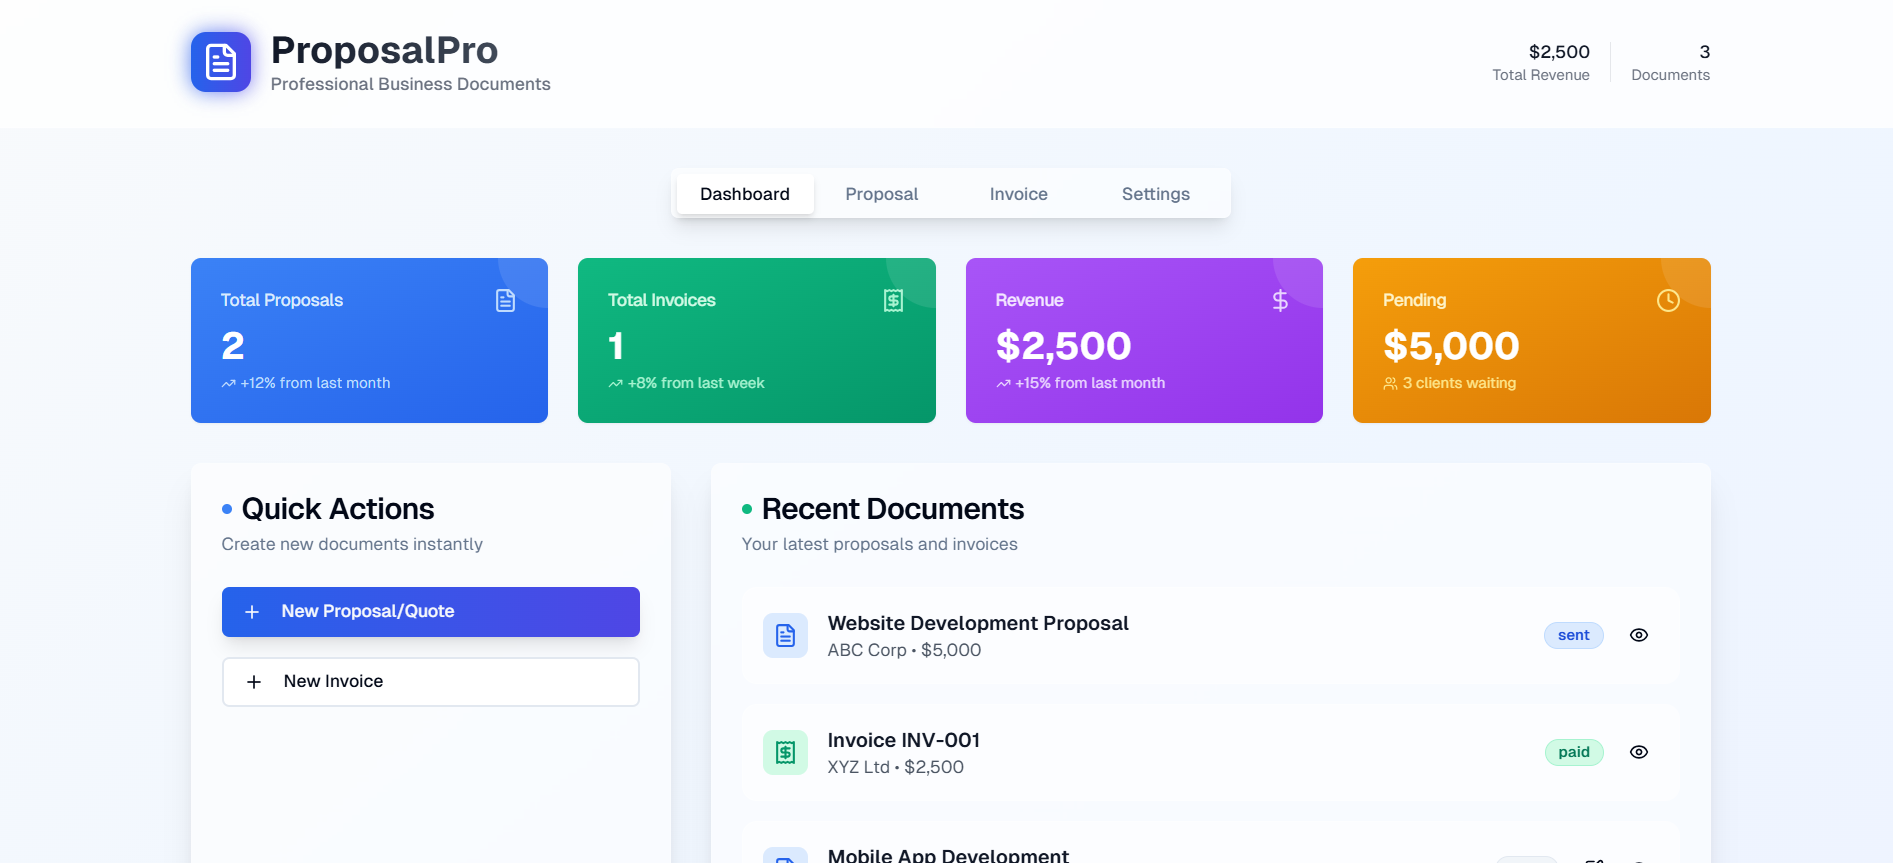 ProposalPro
Professional Business Documents
$2,500
Total Revenue
3
Documents
Dashboard
Proposal
Invoice
Settings
Total Proposals
2
+12% from last month
Total Invoices
1
+8% from last week
Revenue
$2,500
+15% from last month
Pending
$5,000
3 clients waiting
Quick Actions
Create new documents instantly
New Proposal/Quote
New Invoice
Recent Documents
Your latest proposals and invoices
Website Development Proposal
ABC Corp • $5,000
sent
Invoice INV-001
XYZ Ltd • $2,500
paid
Mobile App Development